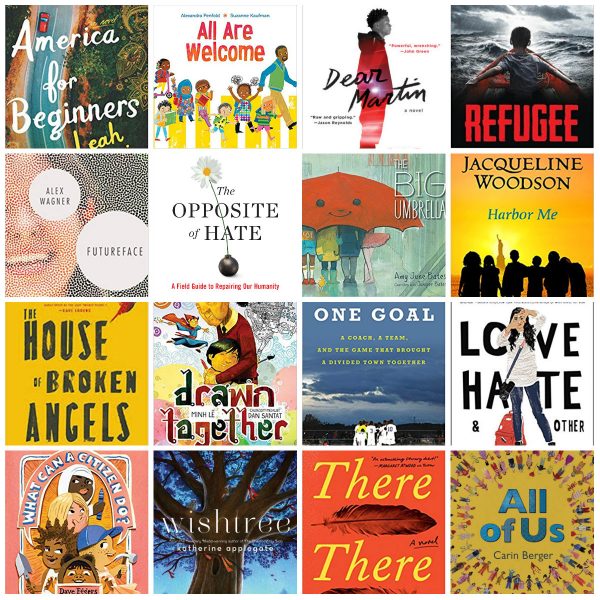 America
for
Beginners
Leah
Alexandra Penfold Suzanne Kaufman
All Are
Welcome
"Powerful, wrenching."
—John Green
Dear
Martin
a novel
"Raw and gripping."
—Jason Reynolds
REFUGEE
ALEX
WAGNER
FUTUREFACE
The
OPPOSITE
of HATE
A Field Guide to Repairing Our Humanity
THE
BIG
UMBRELLA
Amy June Bates
JACQUELINE
WOODSON
Harbor Me
THE
HOUSE
OF BROKEN
ANGELS
drawn
together
MINH LÊ
DAN SANTAT
ONE GOAL
A COACH, A TEAM,
AND THE GAME THAT BROUGHT
A DIVIDED TOWN TOGETHER
LOVE
HATE
& OTHER
WHAT CAN A CITIZEN DO?
Dave Eggers
wishtree
katherine applegate
There
A novel
There
All
of Us
Carin Berger